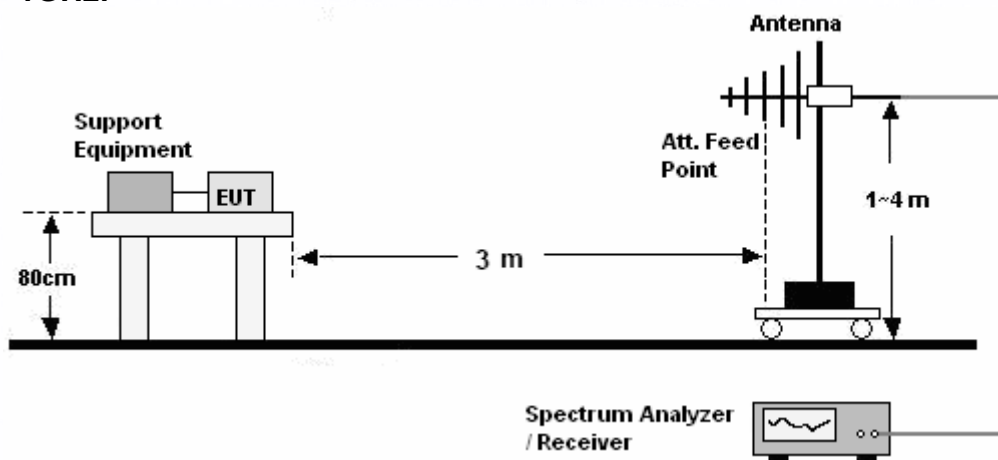 Antenna
Support
Equipment
EUT
Att. Feed
Point
1~4 m
80cm
3 m
Spectrum Analyzer
/ Receiver